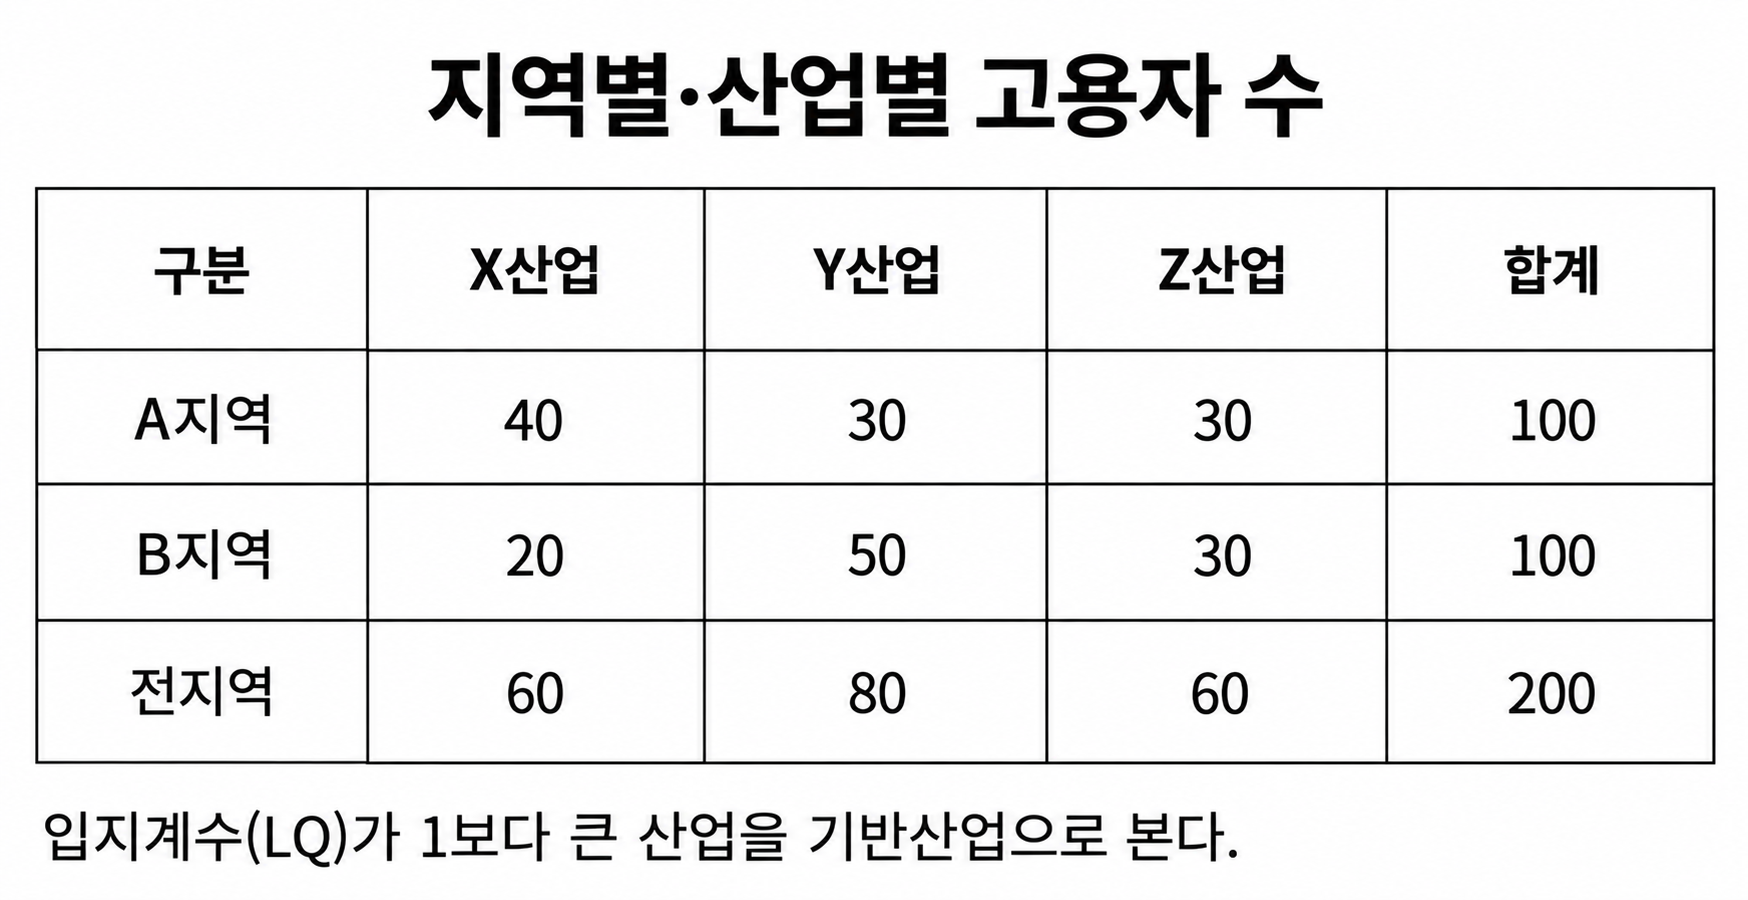 지역별·산업별 고용자 수
구분 X산업 Y산업 Z산업 합계
A지역 40 30 30 100
B지역 20 50 30 100
전지역 60 80 60 200
입지계수(LQ)가 1보다 큰 산업을 기반산업으로 본다.